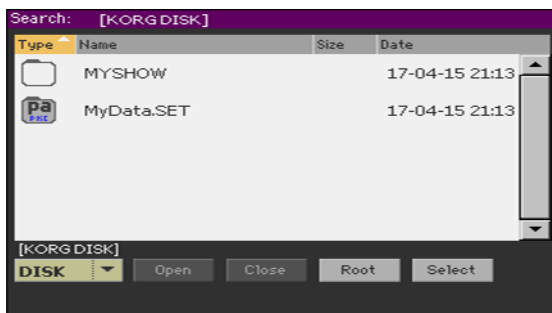 Search: [KORG DISK]
Type Name Size Date
MYSHOW 17-04-15 21:13
pa PKG MyData.SET 17-04-15 21:13
[KORG DISK]
DISK Open Close Root Select